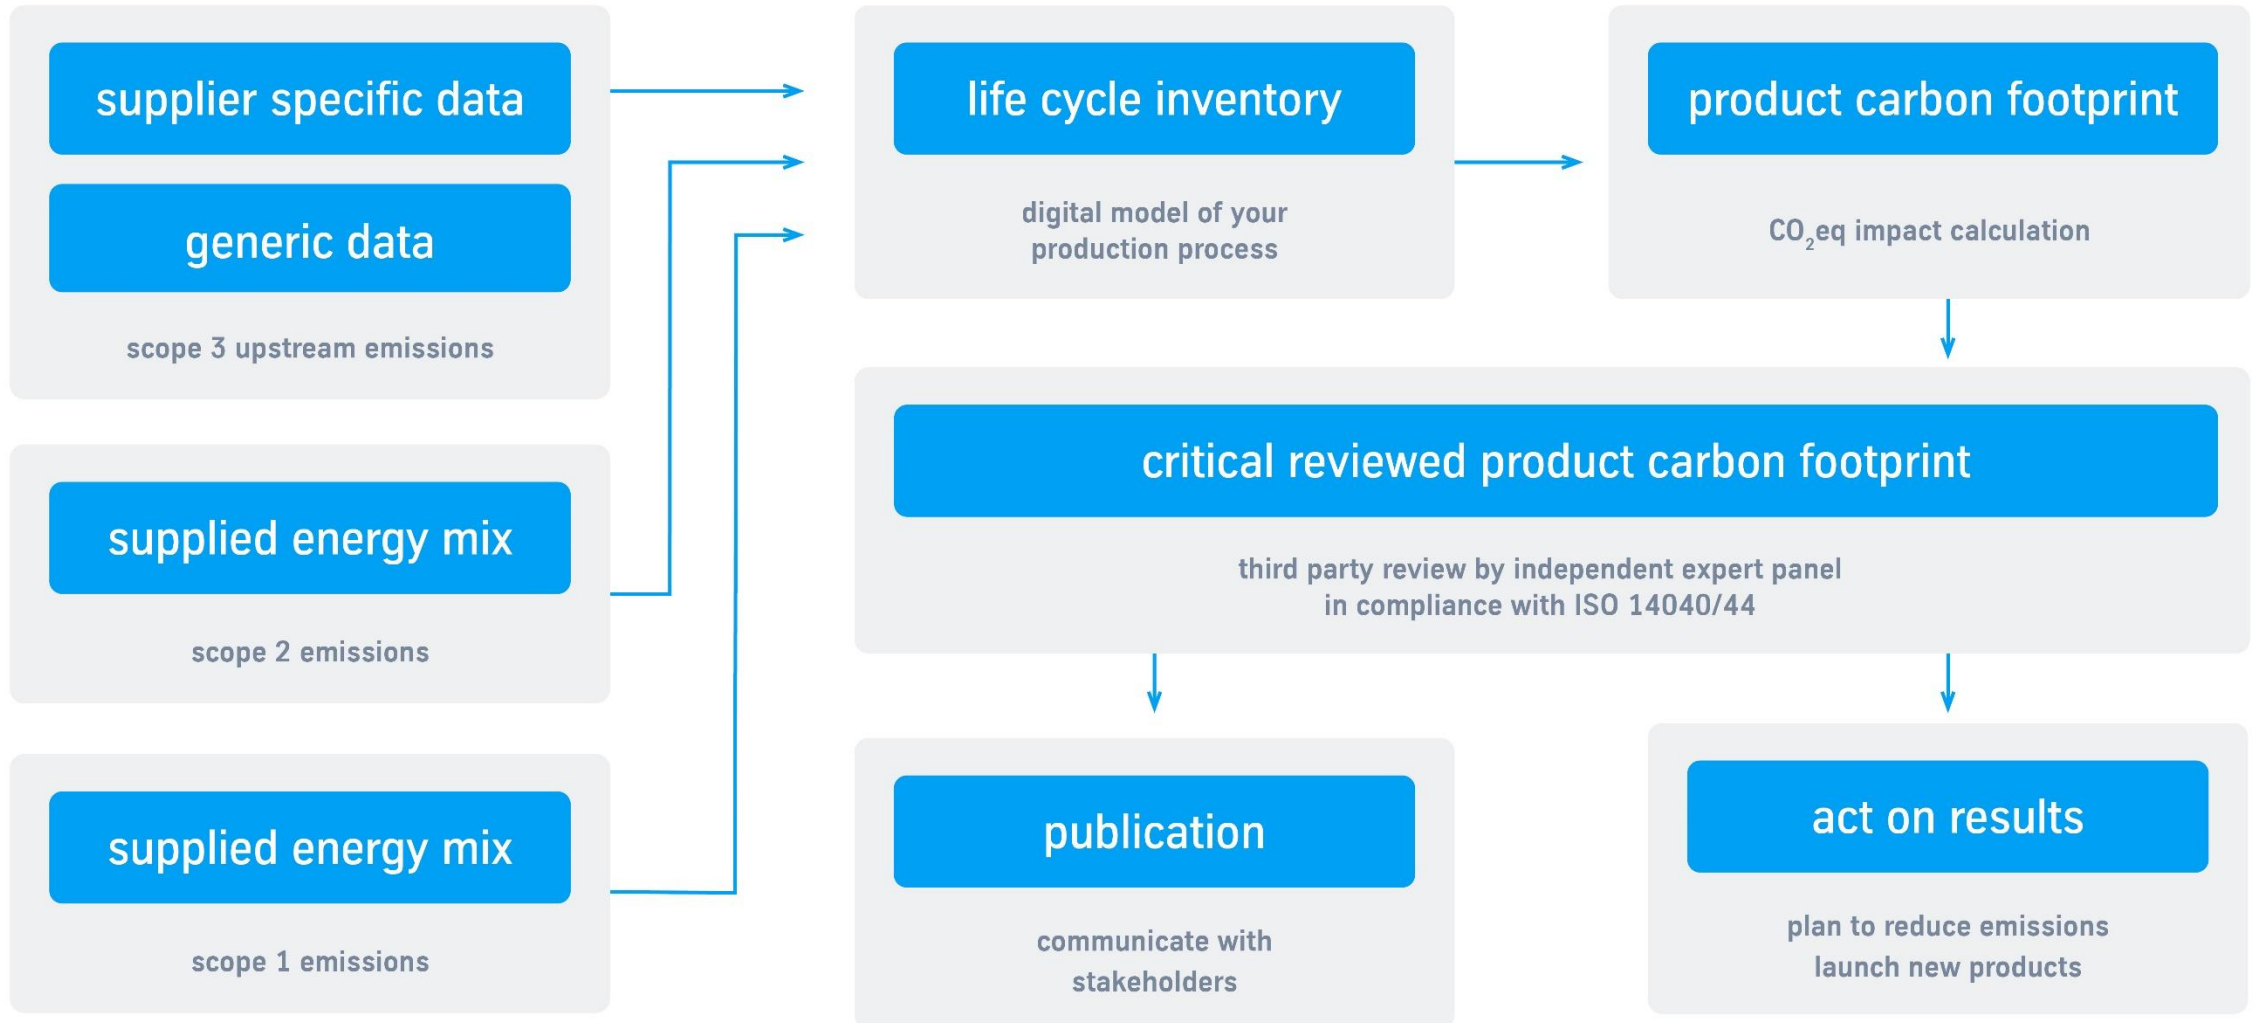 supplier specific data
generic data
scope 3 upstream emissions
supplied energy mix
scope 2 emissions
supplied energy mix
scope 1 emissions
life cycle inventory
digital model of your
production process
product carbon footprint
CO₂eq impact calculation
critical reviewed product carbon footprint
third party review by independent expert panel
in compliance with ISO 14040/44
publication
communicate with
stakeholders
act on results
plan to reduce emissions
launch new products